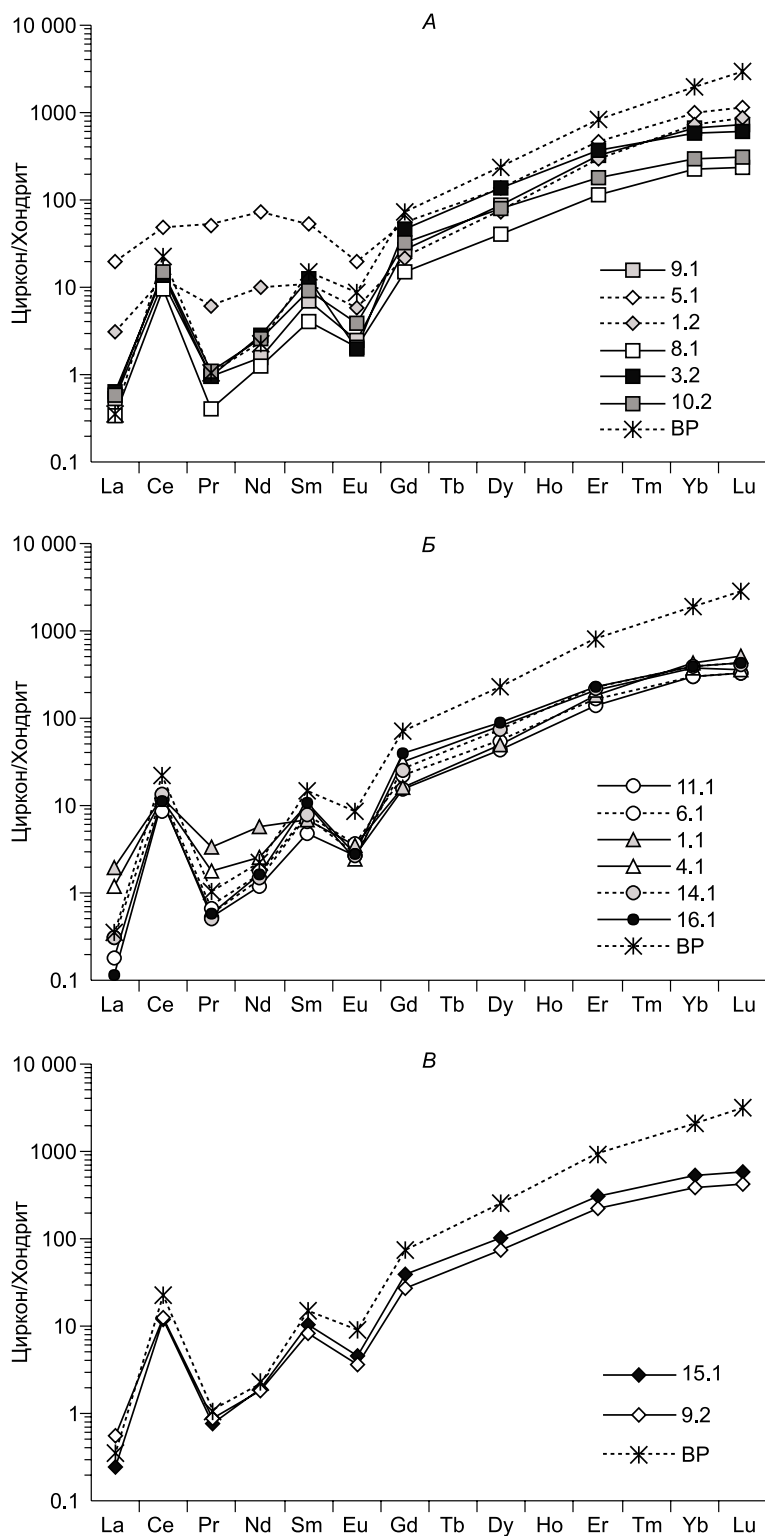 А
10 000
1000
100
10
1
0.1
Циркон/Хондрит
9.1
5.1
1.2
8.1
3.2
10.2
ВР
La Ce Pr Nd Sm Eu Gd Tb Dy Ho Er Tm Yb Lu
Б
10 000
1000
100
10
1
0.1
Циркон/Хондрит
11.1
6.1
1.1
4.1
14.1
16.1
ВР
La Ce Pr Nd Sm Eu Gd Tb Dy Ho Er Tm Yb Lu
В
10 000
1000
100
10
1
0.1
Циркон/Хондрит
15.1
9.2
ВР
La Ce Pr Nd Sm Eu Gd Tb Dy Ho Er Tm Yb Lu